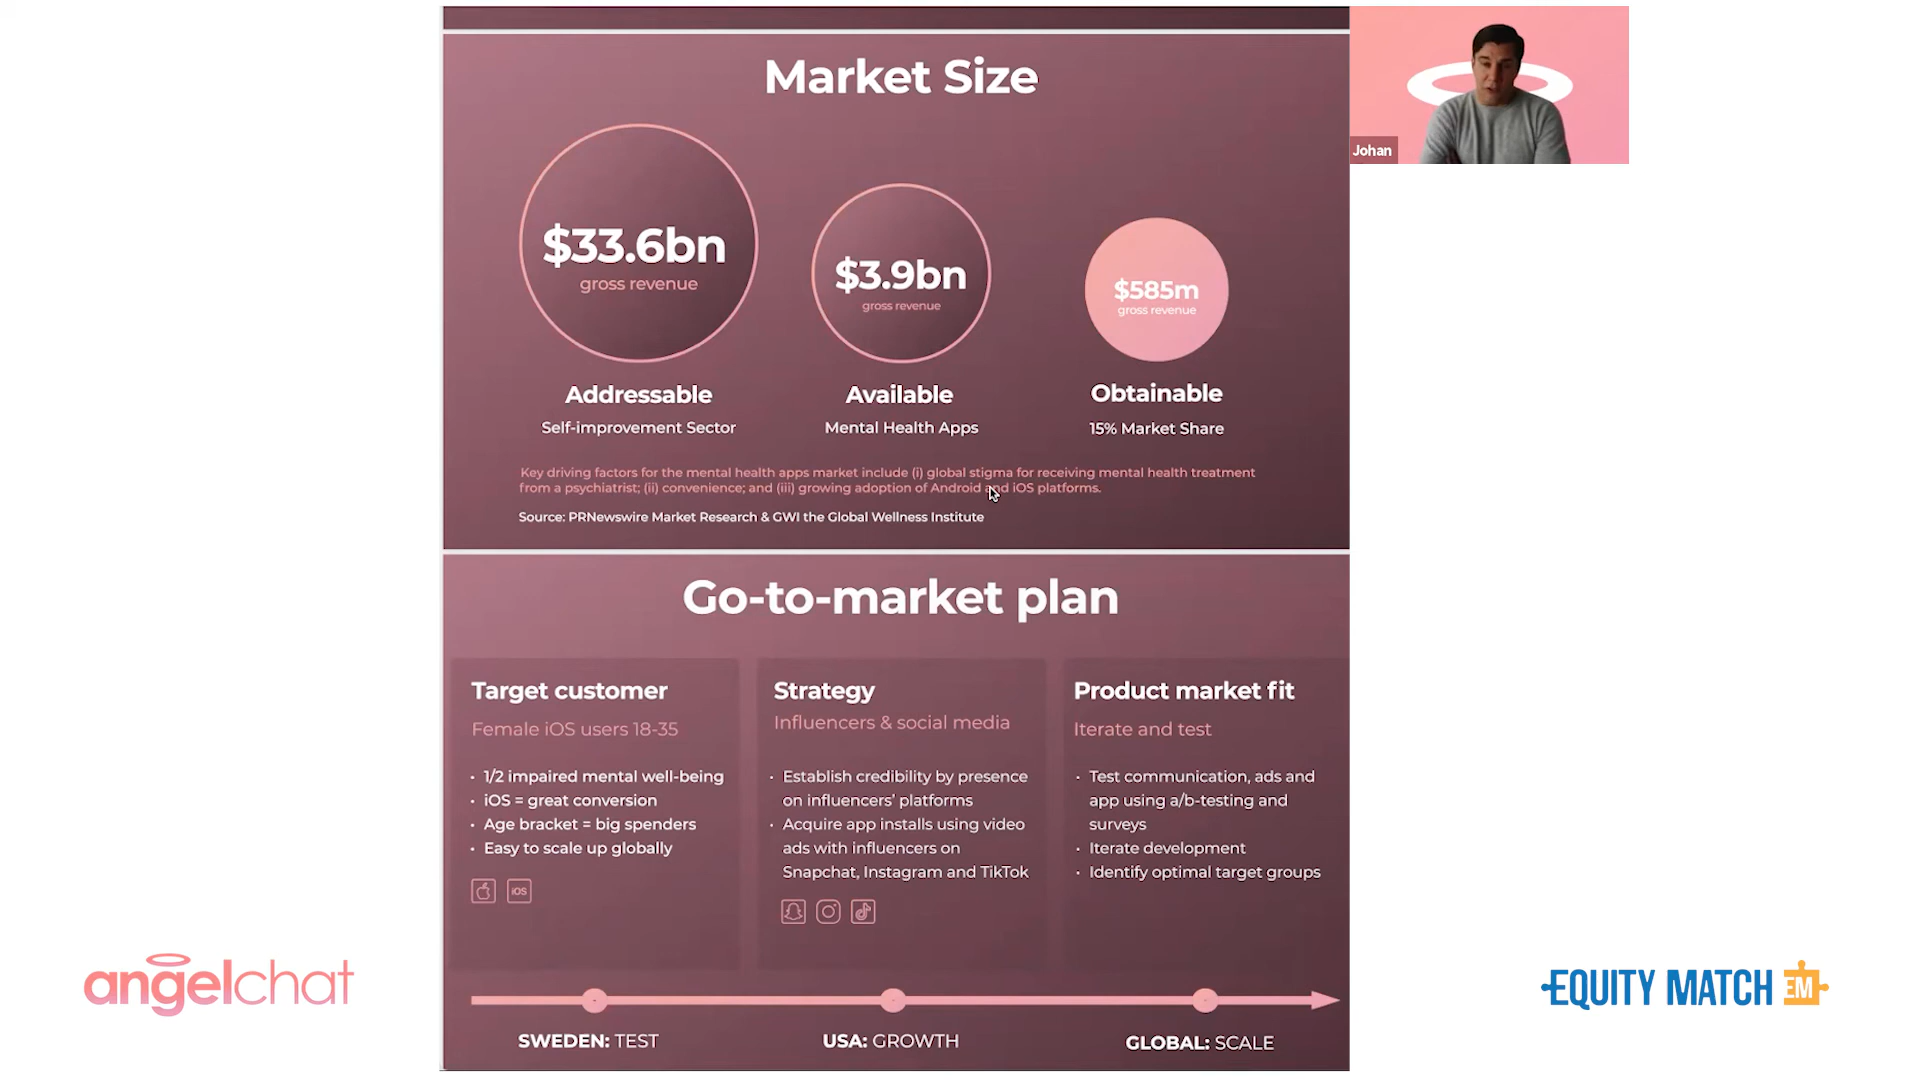 Market Size
$33.6bn
gross revenue
$3.9bn
gross revenue
$585m
gross revenue
Addressable
Self-improvement Sector
Available
Mental Health Apps
Obtainable
15% Market Share
Key driving factors for the mental health apps market include (i) global stigma for receiving mental health treatment
from a psychiatrist; (ii) convenience; and (iii) growing adoption of Android and iOS platforms.
Source: PRNewswire Market Research & GWI the Global Wellness Institute
Johan
Go-to-market plan
Target customer
Female iOS users 18-35
· 1/2 impaired mental well-being
· iOS = great conversion
· Age bracket = big spenders
· Easy to scale up globally
iOS
Strategy
Influencers & social media
· Establish credibility by presence
on influencers' platforms
· Acquire app installs using video
ads with influencers on
Snapchat, Instagram and TikTok
Product market fit
Iterate and test
· Test communication, ads and
app using a/b-testing and
surveys
· Iterate development
· Identify optimal target groups
SWEDEN: TEST
USA: GROWTH
GLOBAL: SCALE
angelchat
EQUITY MATCH EM